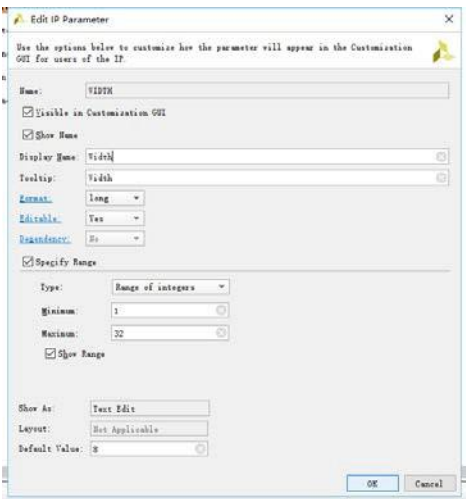 Edit IP Parameter
Use the options below to customize how the parameter will appear in the Customization
GUI for users of the IP.
Name: WIDTH
Visible in Customization GUI
Show Name
Display Name: Width
Tooltip: Width
Format: long
Editable: Yes
Dependency: No
Specify Range
Type: Range of integers
Minimum: 1
Maximum: 32
Show Range
Show As: Text Edit
Layout: Not Applicable
Default Value: 8
OK Cancel